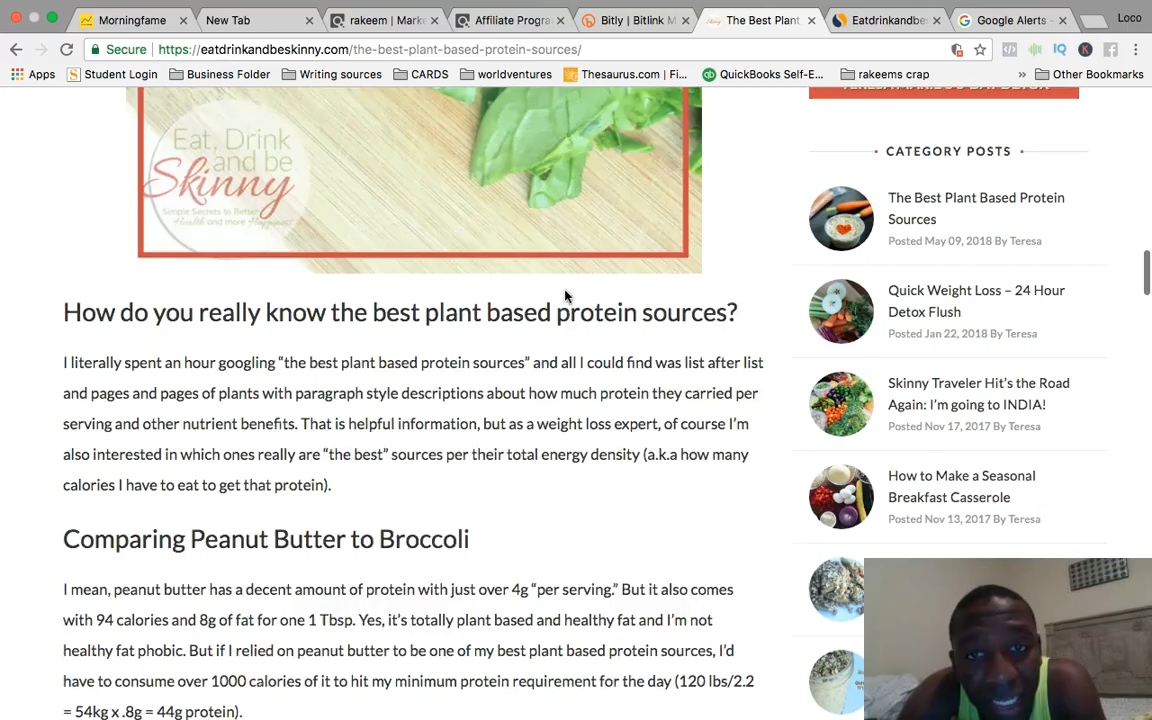 Morningfame
New Tab
rakeem | Marke
Affiliate Progra
Bitly | Bitlink M
The Best Plant
Eatdrinkandbe
Google Alerts -
Loco
Secure https://eatdrinkandbeskinny.com/the-best-plant-based-protein-sources/
IQ
K
Apps
Student Login
Business Folder
Writing sources
CARDS
worldventures
Thesaurus.com | Fi...
QuickBooks Self-E...
rakeems crap
»
Other Bookmarks
Eat, Drink
and be
Skinny
Simple Secrets to Better
Health and more Happiness
CATEGORY POSTS
The Best Plant Based Protein
Sources
Posted May 09, 2018 By Teresa
Quick Weight Loss – 24 Hour
Detox Flush
Posted Jan 22, 2018 By Teresa
Skinny Traveler Hit's the Road
Again: I'm going to INDIA!
Posted Nov 17, 2017 By Teresa
How to Make a Seasonal
Breakfast Casserole
Posted Nov 13, 2017 By Teresa
How do you really know the best plant based protein sources?
I literally spent an hour googling “the best plant based protein sources” and all I could find was list after list
and pages and pages of plants with paragraph style descriptions about how much protein they carried per
serving and other nutrient benefits. That is helpful information, but as a weight loss expert, of course I'm
also interested in which ones really are “the best” sources per their total energy density (a.k.a how many
calories I have to eat to get that protein).
Comparing Peanut Butter to Broccoli
I mean, peanut butter has a decent amount of protein with just over 4g “per serving.” But it also comes
with 94 calories and 8g of fat for one 1 Tbsp. Yes, it's totally plant based and healthy fat and I'm not
healthy fat phobic. But if I relied on peanut butter to be one of my best plant based protein sources, I'd
have to consume over 1000 calories of it to hit my minimum protein requirement for the day (120 lbs/2.2
= 54kg x .8g = 44g protein).